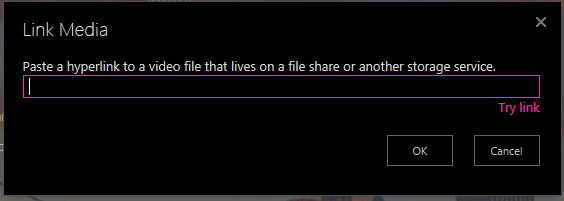 Link Media
Paste a hyperlink to a video file that lives on a file share or another storage service.
Try link
OK
Cancel